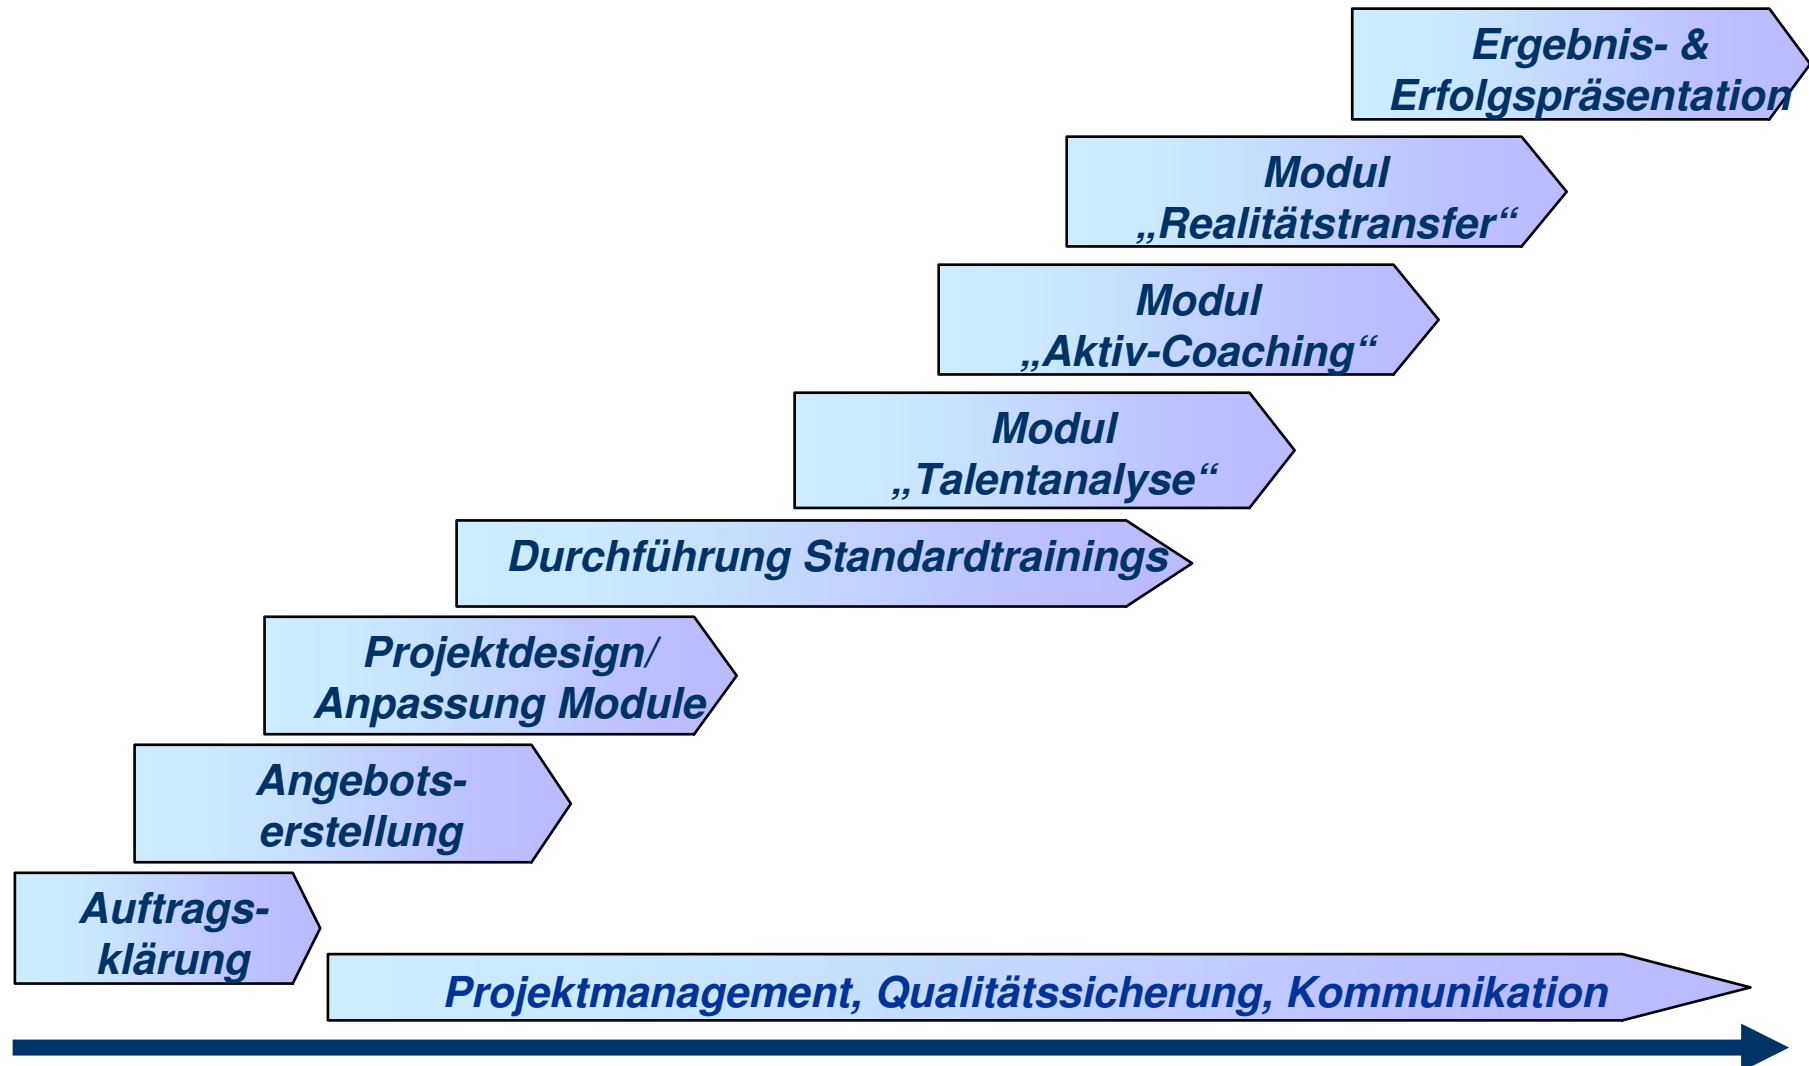 Ergebnis- &
Erfolgspräsentation
Modul
„Realitätstransfer“
Modul
„Aktiv-Coaching“
Modul
„Talentanalyse“
Durchführung Standardtrainings
Projektdesign/
Anpassung Module
Angebots-
erstellung
Auftrags-
klärung
Projektmanagement, Qualitätssicherung, Kommunikation